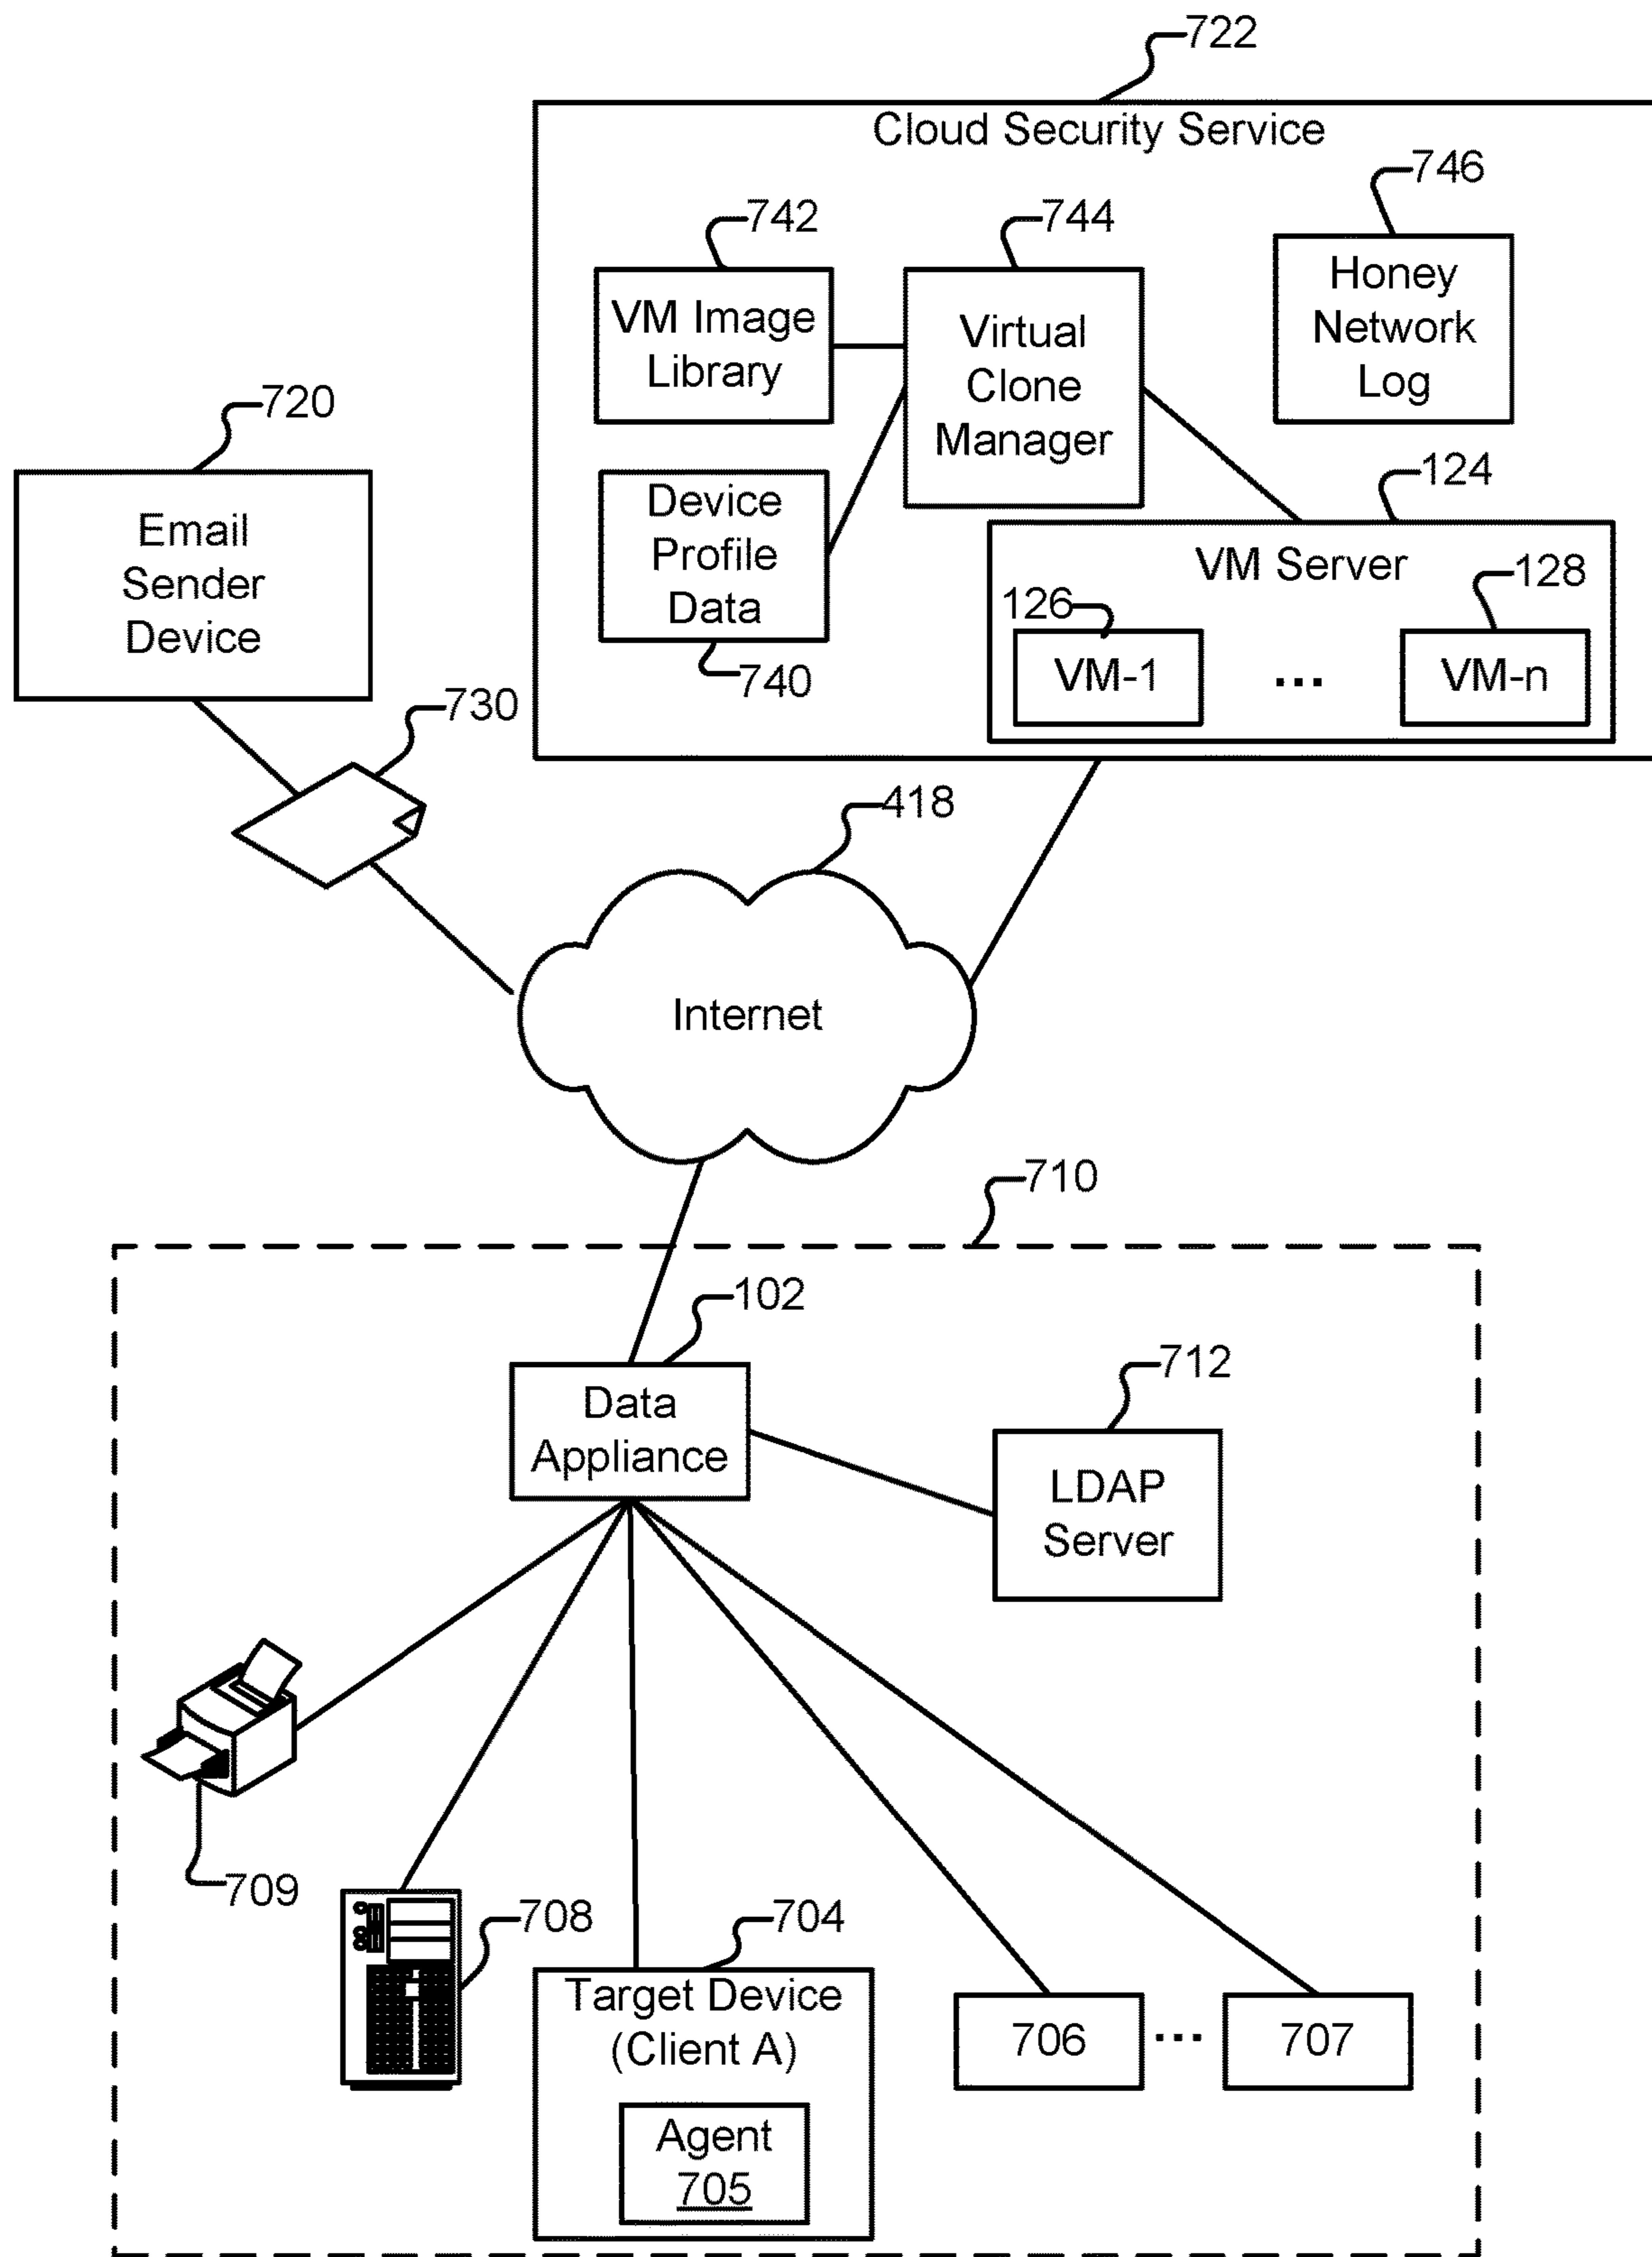 722
Cloud Security Service
746
742
744
Honey
Network
Log
VM Image
Library
Virtual
Clone
Manager
720
124
Email
Sender
Device
Device
Profile
Data
VM Server
126
128
VM-1
...
VM-n
740
730
418
Internet
710
102
712
Data
Appliance
LDAP
Server
709
708
704
Target Device
(Client A)
706
...
707
Agent
705